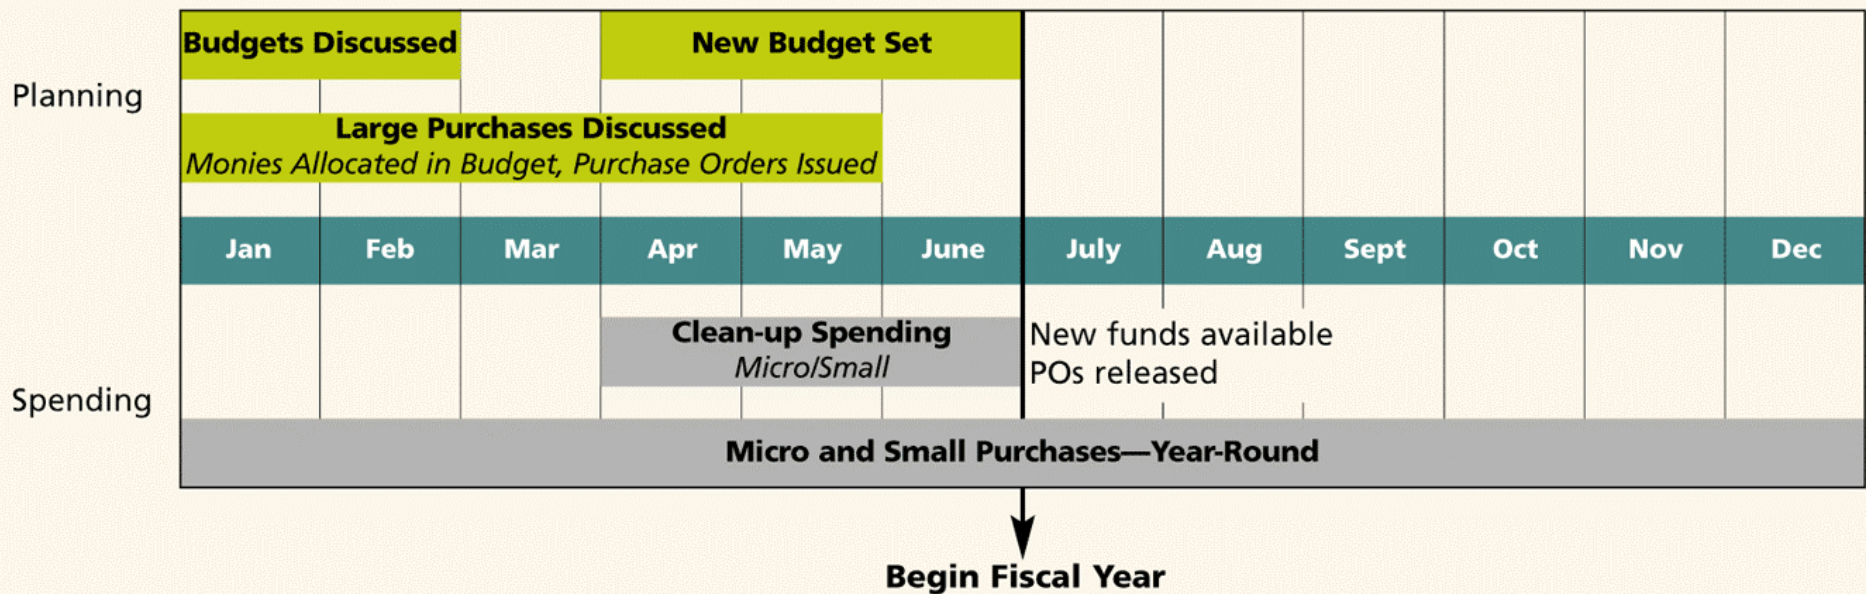 Budgets Discussed
New Budget Set
Planning
Large Purchases Discussed
Monies Allocated in Budget, Purchase Orders Issued
Jan Feb Mar Apr May June July Aug Sept Oct Nov Dec
Clean-up Spending
Micro/Small
New funds available
POs released
Spending
Micro and Small Purchases—Year-Round
Begin Fiscal Year